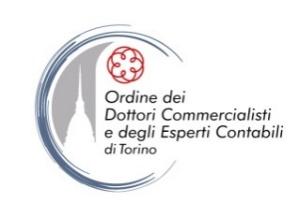 Ordine dei
Dottori Commercialisti
e degli Esperti Contabili
di Torino